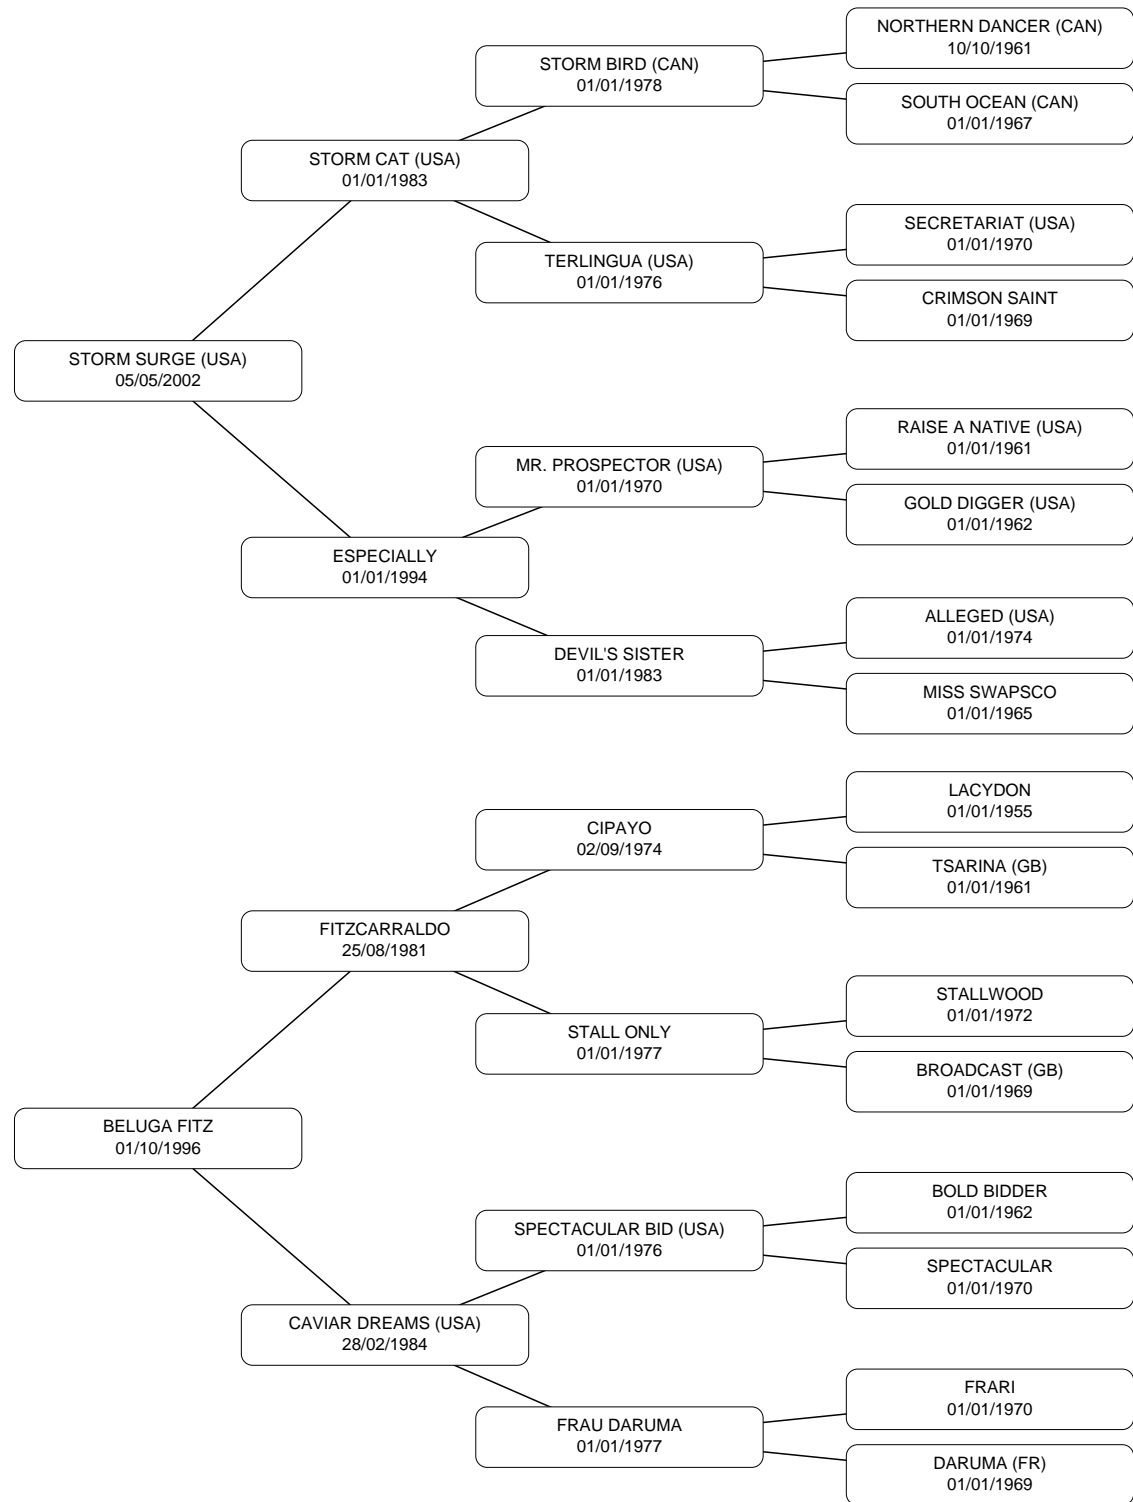 NORTHERN DANCER (CAN)
10/10/1961
STORM BIRD (CAN)
01/01/1978
SOUTH OCEAN (CAN)
01/01/1967
STORM CAT (USA)
01/01/1983
SECRETARIAT (USA)
01/01/1970
TERLINGUA (USA)
01/01/1976
CRIMSON SAINT
01/01/1969
STORM SURGE (USA)
05/05/2002
RAISE A NATIVE (USA)
01/01/1961
MR. PROSPECTOR (USA)
01/01/1970
GOLD DIGGER (USA)
01/01/1962
ESPECIALLY
01/01/1994
ALLEGED (USA)
01/01/1974
DEVIL'S SISTER
01/01/1983
MISS SWAPSCO
01/01/1965
LACYDON
01/01/1955
CIPAYO
02/09/1974
TSARINA (GB)
01/01/1961
FITZCARRALDO
25/08/1981
STALLWOOD
01/01/1972
STALL ONLY
01/01/1977
BROADCAST (GB)
01/01/1969
BELUGA FITZ
01/10/1996
BOLD BIDDER
01/01/1962
SPECTACULAR BID (USA)
01/01/1976
SPECTACULAR
01/01/1970
CAVIAR DREAMS (USA)
28/02/1984
FRARI
01/01/1970
FRAU DARUMA
01/01/1977
DARUMA (FR)
01/01/1969